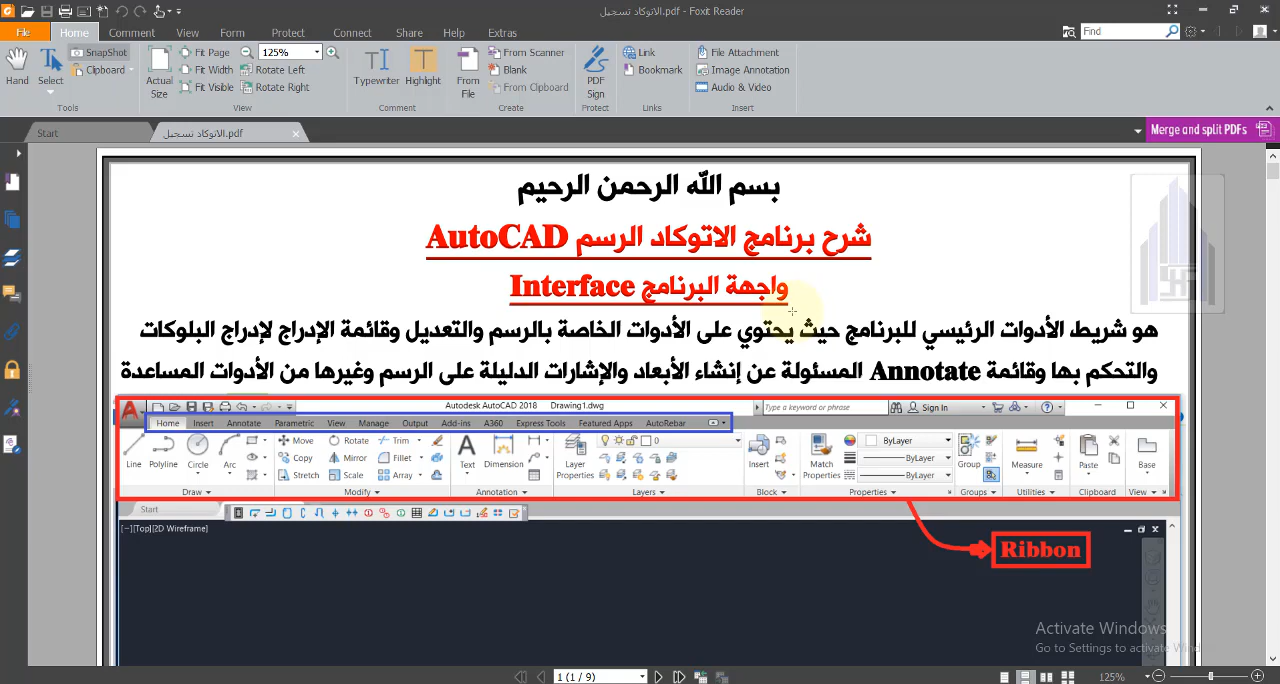 الاتوكاد تسجيل.pdf - Foxit Reader
File Home Comment View Form Protect Connect Share Help Extras Find
SnapShot Fit Page 125% From Scanner Link File Attachment
Clipboard Fit Width Rotate Left Blank Bookmark Image Annotation
Hand Select Actual Size Fit Visible Rotate Right Typewriter Highlight From File From Clipboard PDF Sign Audio & Video
Tools View Comment Create Protect Links Insert
Start الاتوكاد تسجيل.pdf Merge and split PDFs
بسم الله الرحمن الرحيم
شرح برنامج الاتوكاد الرسم AutoCAD
واجهة البرنامج Interface
هو شريط الأدوات الرئيسي للبرنامج حيث يحتوي على الأدوات الخاصة بالرسم والتعديل وقائمة الإدراج لإدراج البلوكات
والتحكم بها وقائمة Annotate المسئولة عن إنشاء الأبعاد والإشارات الدليلة على الرسم وغيرها من الأدوات المساعدة
Autodesk AutoCAD 2018 Drawing1.dwg Type a keyword or phrase Sign In
Home Insert Annotate Parametric View Manage Output Add-ins A360 Express Tools Featured Apps AutoRebar
Move Rotate Trim 0 ByLayer
Copy Mirror Fillet ByLayer
Line Polyline Circle Arc Text Dimension Layer Properties Insert Match Properties Group Measure Paste Base
Stretch Scale Array ByLayer
Draw Modify Annotation Layers Block Properties Groups Utilities Clipboard View
Start
[−][Top][2D Wireframe]
Ribbon
Activate Windows
Go to Settings to activate
1 (1 / 9) 125%